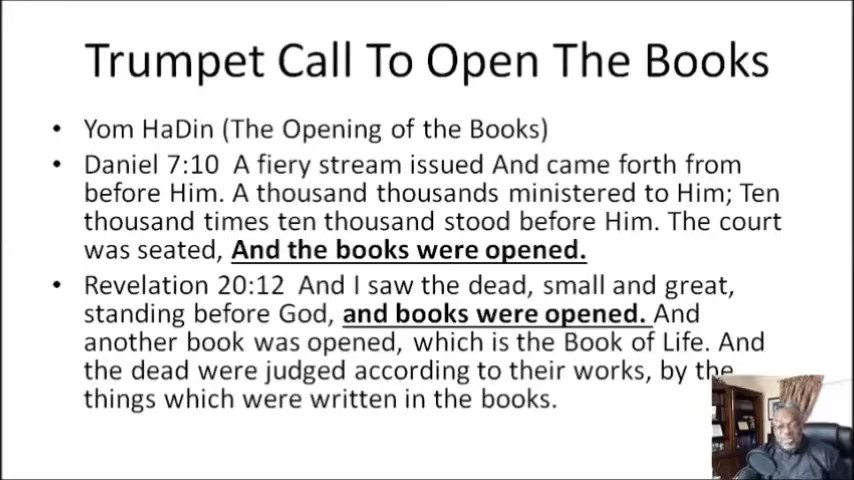 Trumpet Call To Open The Books
• Yom HaDin (The Opening of the Books)
• Daniel 7:10 A fiery stream issued And came forth from
before Him. A thousand thousands ministered to Him; Ten
thousand times ten thousand stood before Him. The court
was seated, And the books were opened.
• Revelation 20:12 And I saw the dead, small and great,
standing before God, and books were opened. And
another book was opened, which is the Book of Life. And
the dead were judged according to their works, by the
things which were written in the books.